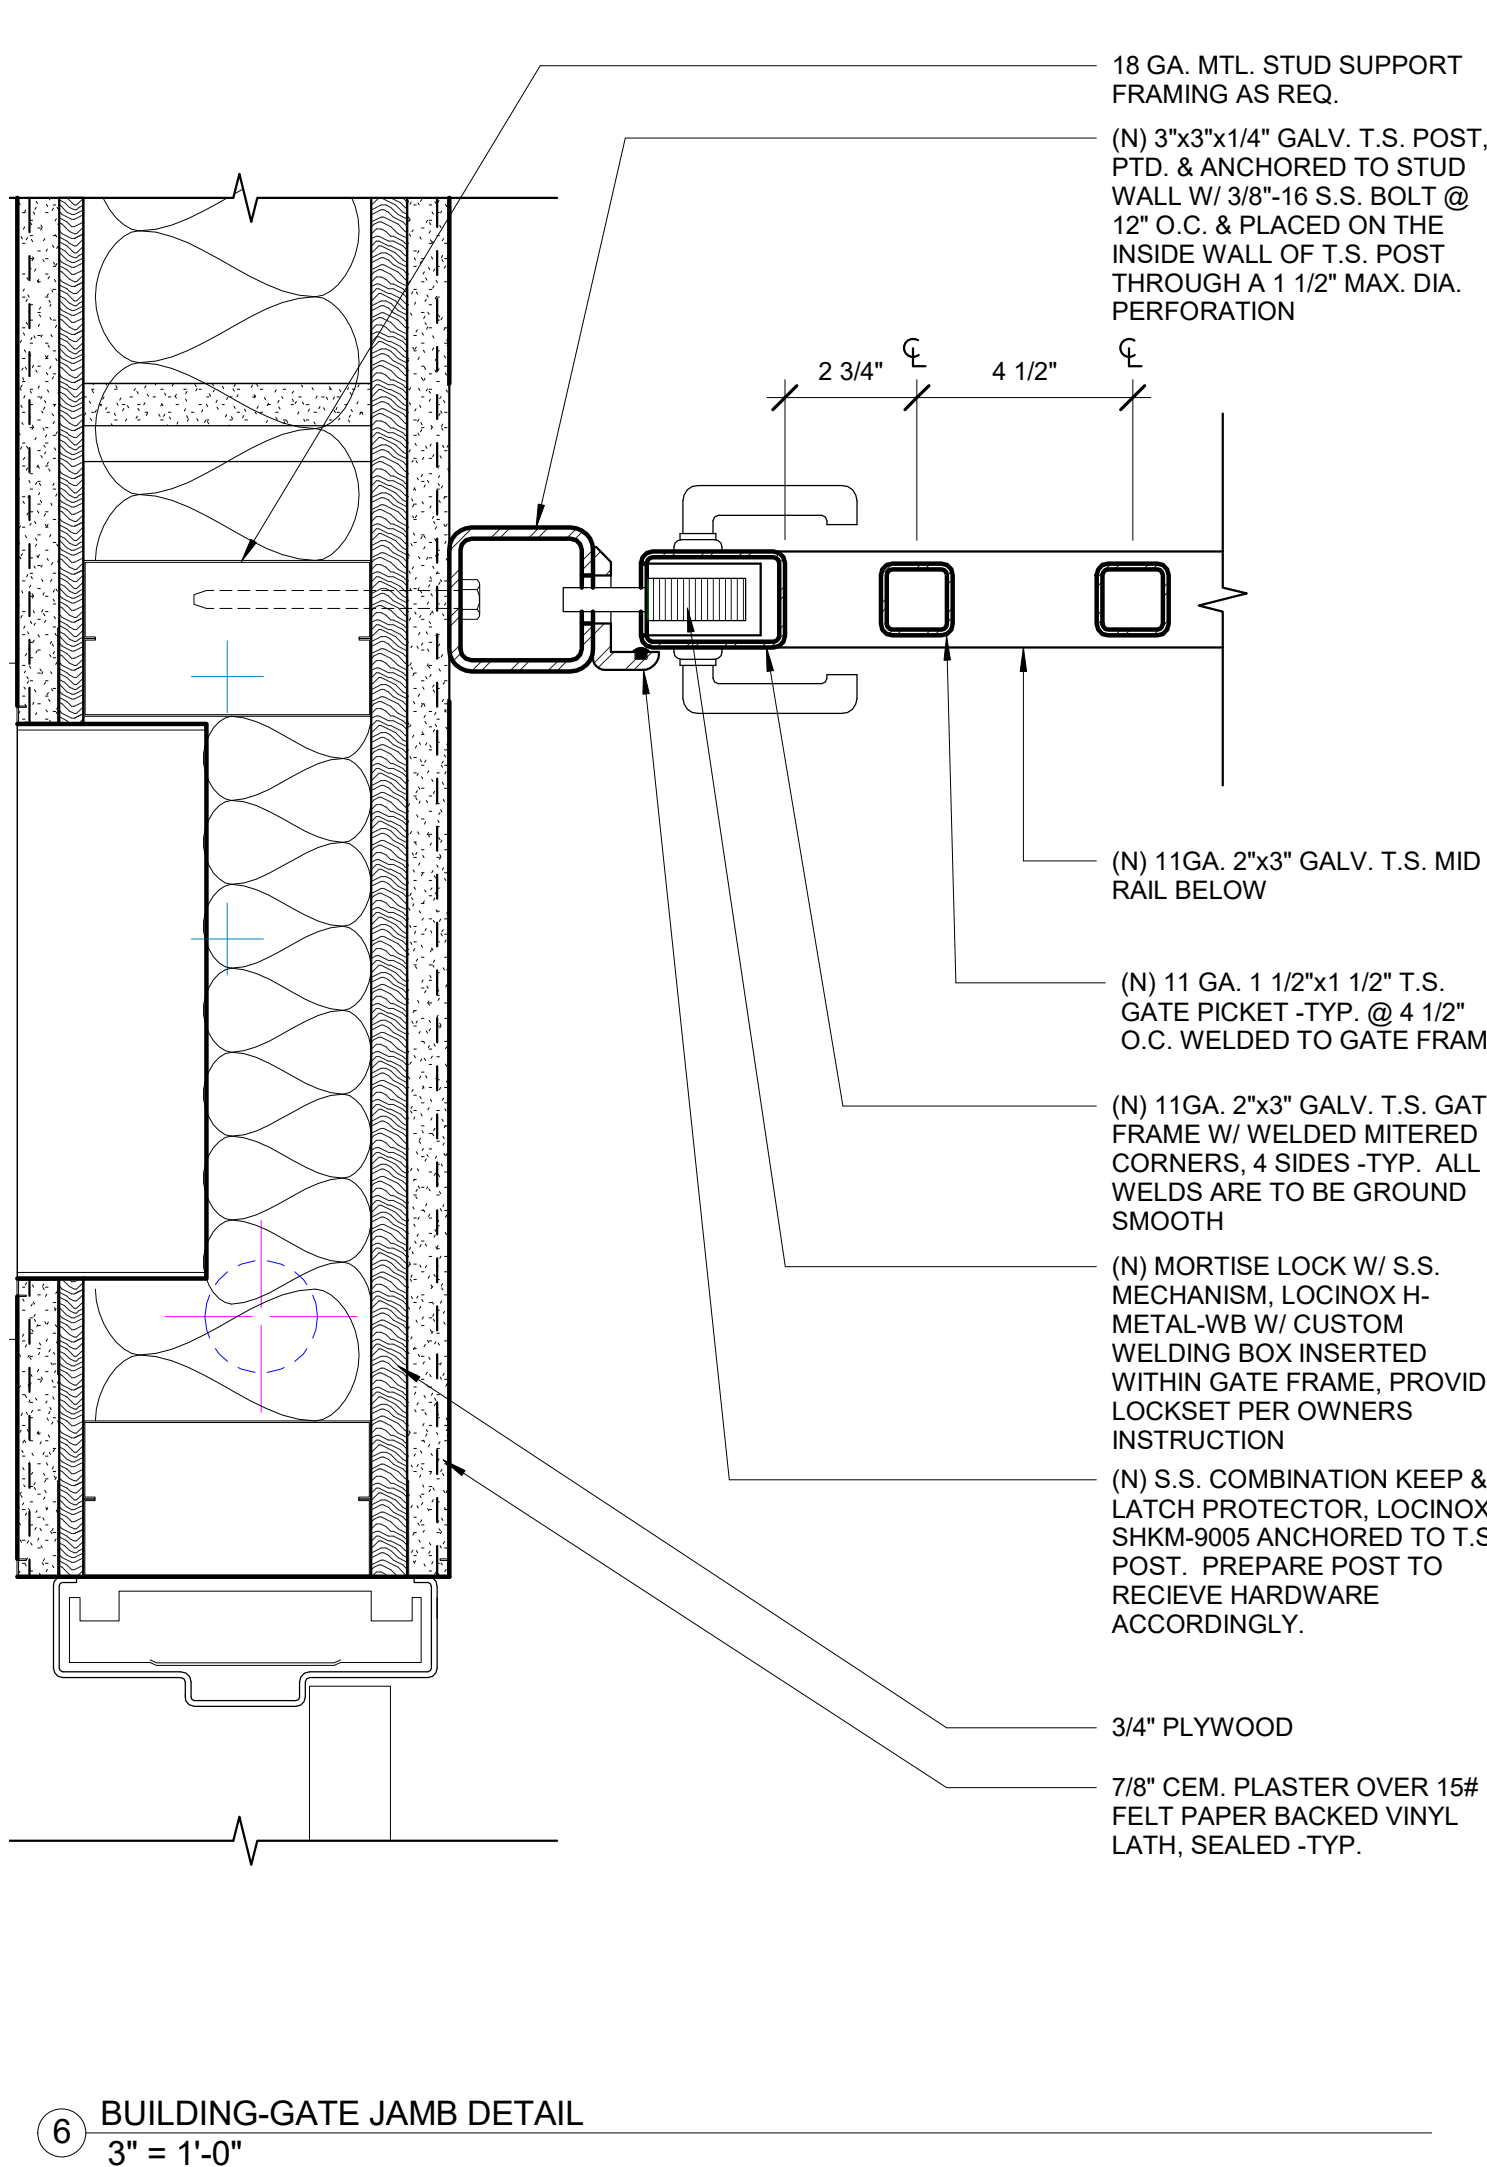 18 GA. MTL. STUD SUPPORT
FRAMING AS REQ.
(N) 3"x3"x1/4" GALV. T.S. POST,
PTD. & ANCHORED TO STUD
WALL W/ 3/8"-16 S.S. BOLT @
12" O.C. & PLACED ON THE
INSIDE WALL OF T.S. POST
THROUGH A 1 1/2" MAX. DIA.
PERFORATION
2 3/4" ℄ 4 1/2" ℄
(N) 11GA. 2"x3" GALV. T.S. MID
RAIL BELOW
(N) 11 GA. 1 1/2"x1 1/2" T.S.
GATE PICKET -TYP. @ 4 1/2"
O.C. WELDED TO GATE FRAM
(N) 11GA. 2"x3" GALV. T.S. GAT
FRAME W/ WELDED MITERED
CORNERS, 4 SIDES -TYP. ALL
WELDS ARE TO BE GROUND
SMOOTH
(N) MORTISE LOCK W/ S.S.
MECHANISM, LOCINOX H-
METAL-WB W/ CUSTOM
WELDING BOX INSERTED
WITHIN GATE FRAME, PROVID
LOCKSET PER OWNERS
INSTRUCTION
(N) S.S. COMBINATION KEEP &
LATCH PROTECTOR, LOCINOX
SHKM-9005 ANCHORED TO T.S
POST. PREPARE POST TO
RECIEVE HARDWARE
ACCORDINGLY.
3/4" PLYWOOD
7/8" CEM. PLASTER OVER 15#
FELT PAPER BACKED VINYL
LATH, SEALED -TYP.
6 BUILDING-GATE JAMB DETAIL
3" = 1'-0"